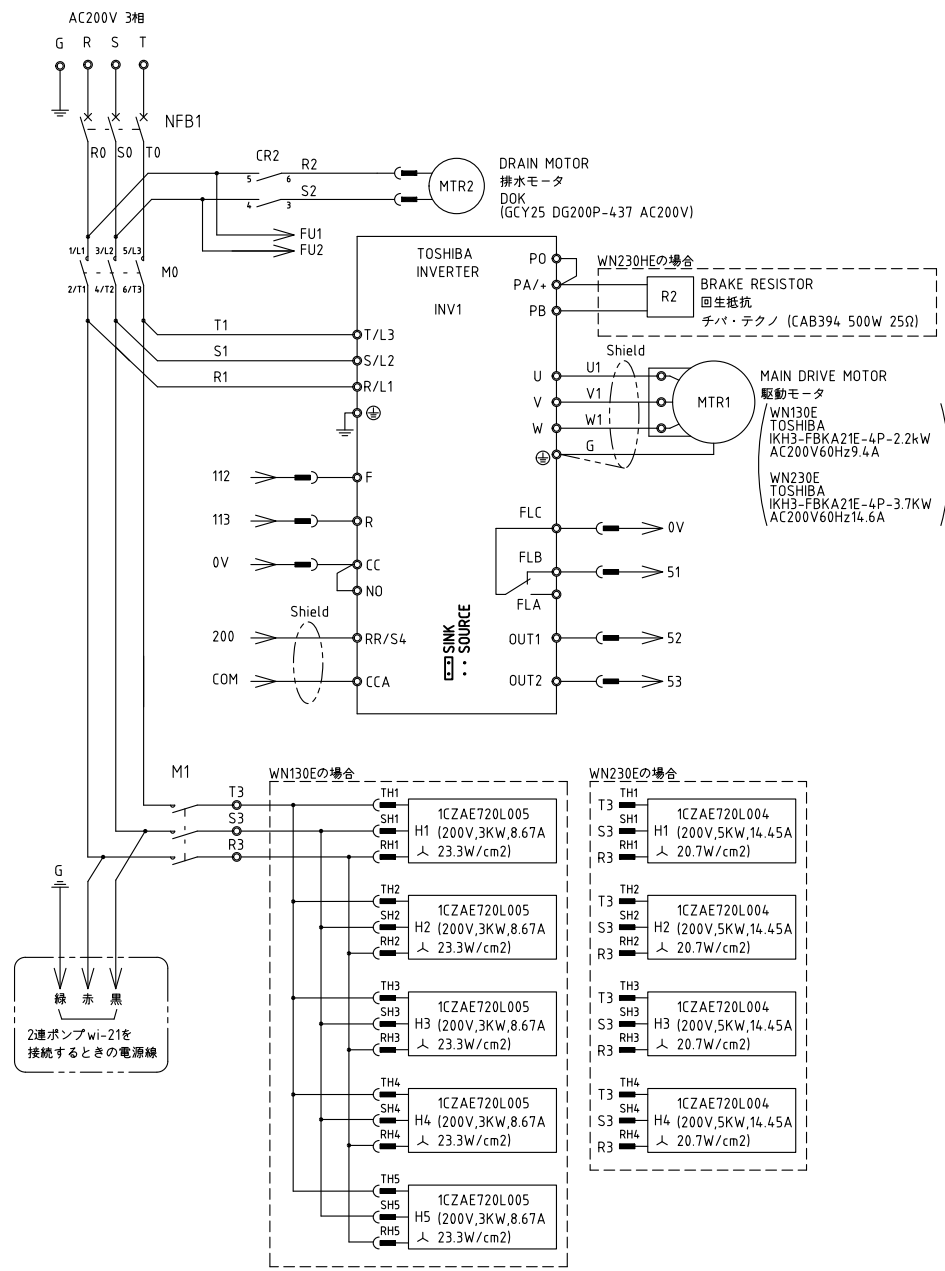 AC200V 3相
G R S T
NFB1
R0 S0 T0
CR2
5 6 R2
4 3 S2
MTR2
DRAIN MOTOR
排水モータ
DOK
(GCY25 DG200P-437 AC200V)
FU1
FU2
1/L1 3/L2 5/L3
M0
2/T1 4/T2 6/T3
TOSHIBA
INVERTER
INV1
PO
PA/+
PB
WN230HEの場合
R2
BRAKE RESISTOR
回生抵抗
チバ・テクノ (CAB394 500W 25Ω)
T1
T/L3
S1
S/L2
R1
R/L1
Shield
U U1
V V1
W W1
G
MTR1
MAIN DRIVE MOTOR
駆動モータ
WN130E
TOSHIBA
IKH3-FBKA21E-4P-2.2kW
AC200V60Hz9.4A
WN230E
TOSHIBA
IKH3-FBKA21E-4P-3.7KW
AC200V60Hz14.6A
112 F
113 R
0V CC
NO
Shield
200 RR/S4
COM CCA
SINK
SOURCE
FLC 0V
FLB 51
FLA
OUT1 52
OUT2 53
M1
T3
S3
R3
WN130Eの場合
TH1
SH1
RH1
1CZAE720L005
H1 (200V,3KW,8.67A
人 23.3W/cm2)
TH2
SH2
RH2
1CZAE720L005
H2 (200V,3KW,8.67A
人 23.3W/cm2)
TH3
SH3
RH3
1CZAE720L005
H3 (200V,3KW,8.67A
人 23.3W/cm2)
TH4
SH4
RH4
1CZAE720L005
H4 (200V,3KW,8.67A
人 23.3W/cm2)
TH5
SH5
RH5
1CZAE720L005
H5 (200V,3KW,8.67A
人 23.3W/cm2)
WN230Eの場合
T3 TH1
S3 SH1
R3 RH1
1CZAE720L004
H1 (200V,5KW,14.45A
人 20.7W/cm2)
T3 TH2
S3 SH2
R3 RH2
1CZAE720L004
H2 (200V,5KW,14.45A
人 20.7W/cm2)
T3 TH3
S3 SH3
R3 RH3
1CZAE720L004
H3 (200V,5KW,14.45A
人 20.7W/cm2)
T3 TH4
S3 SH4
R3 RH4
1CZAE720L004
H4 (200V,5KW,14.45A
人 20.7W/cm2)
G
緑 赤 黒
2連ポンプwi-21を
接続するときの電源線